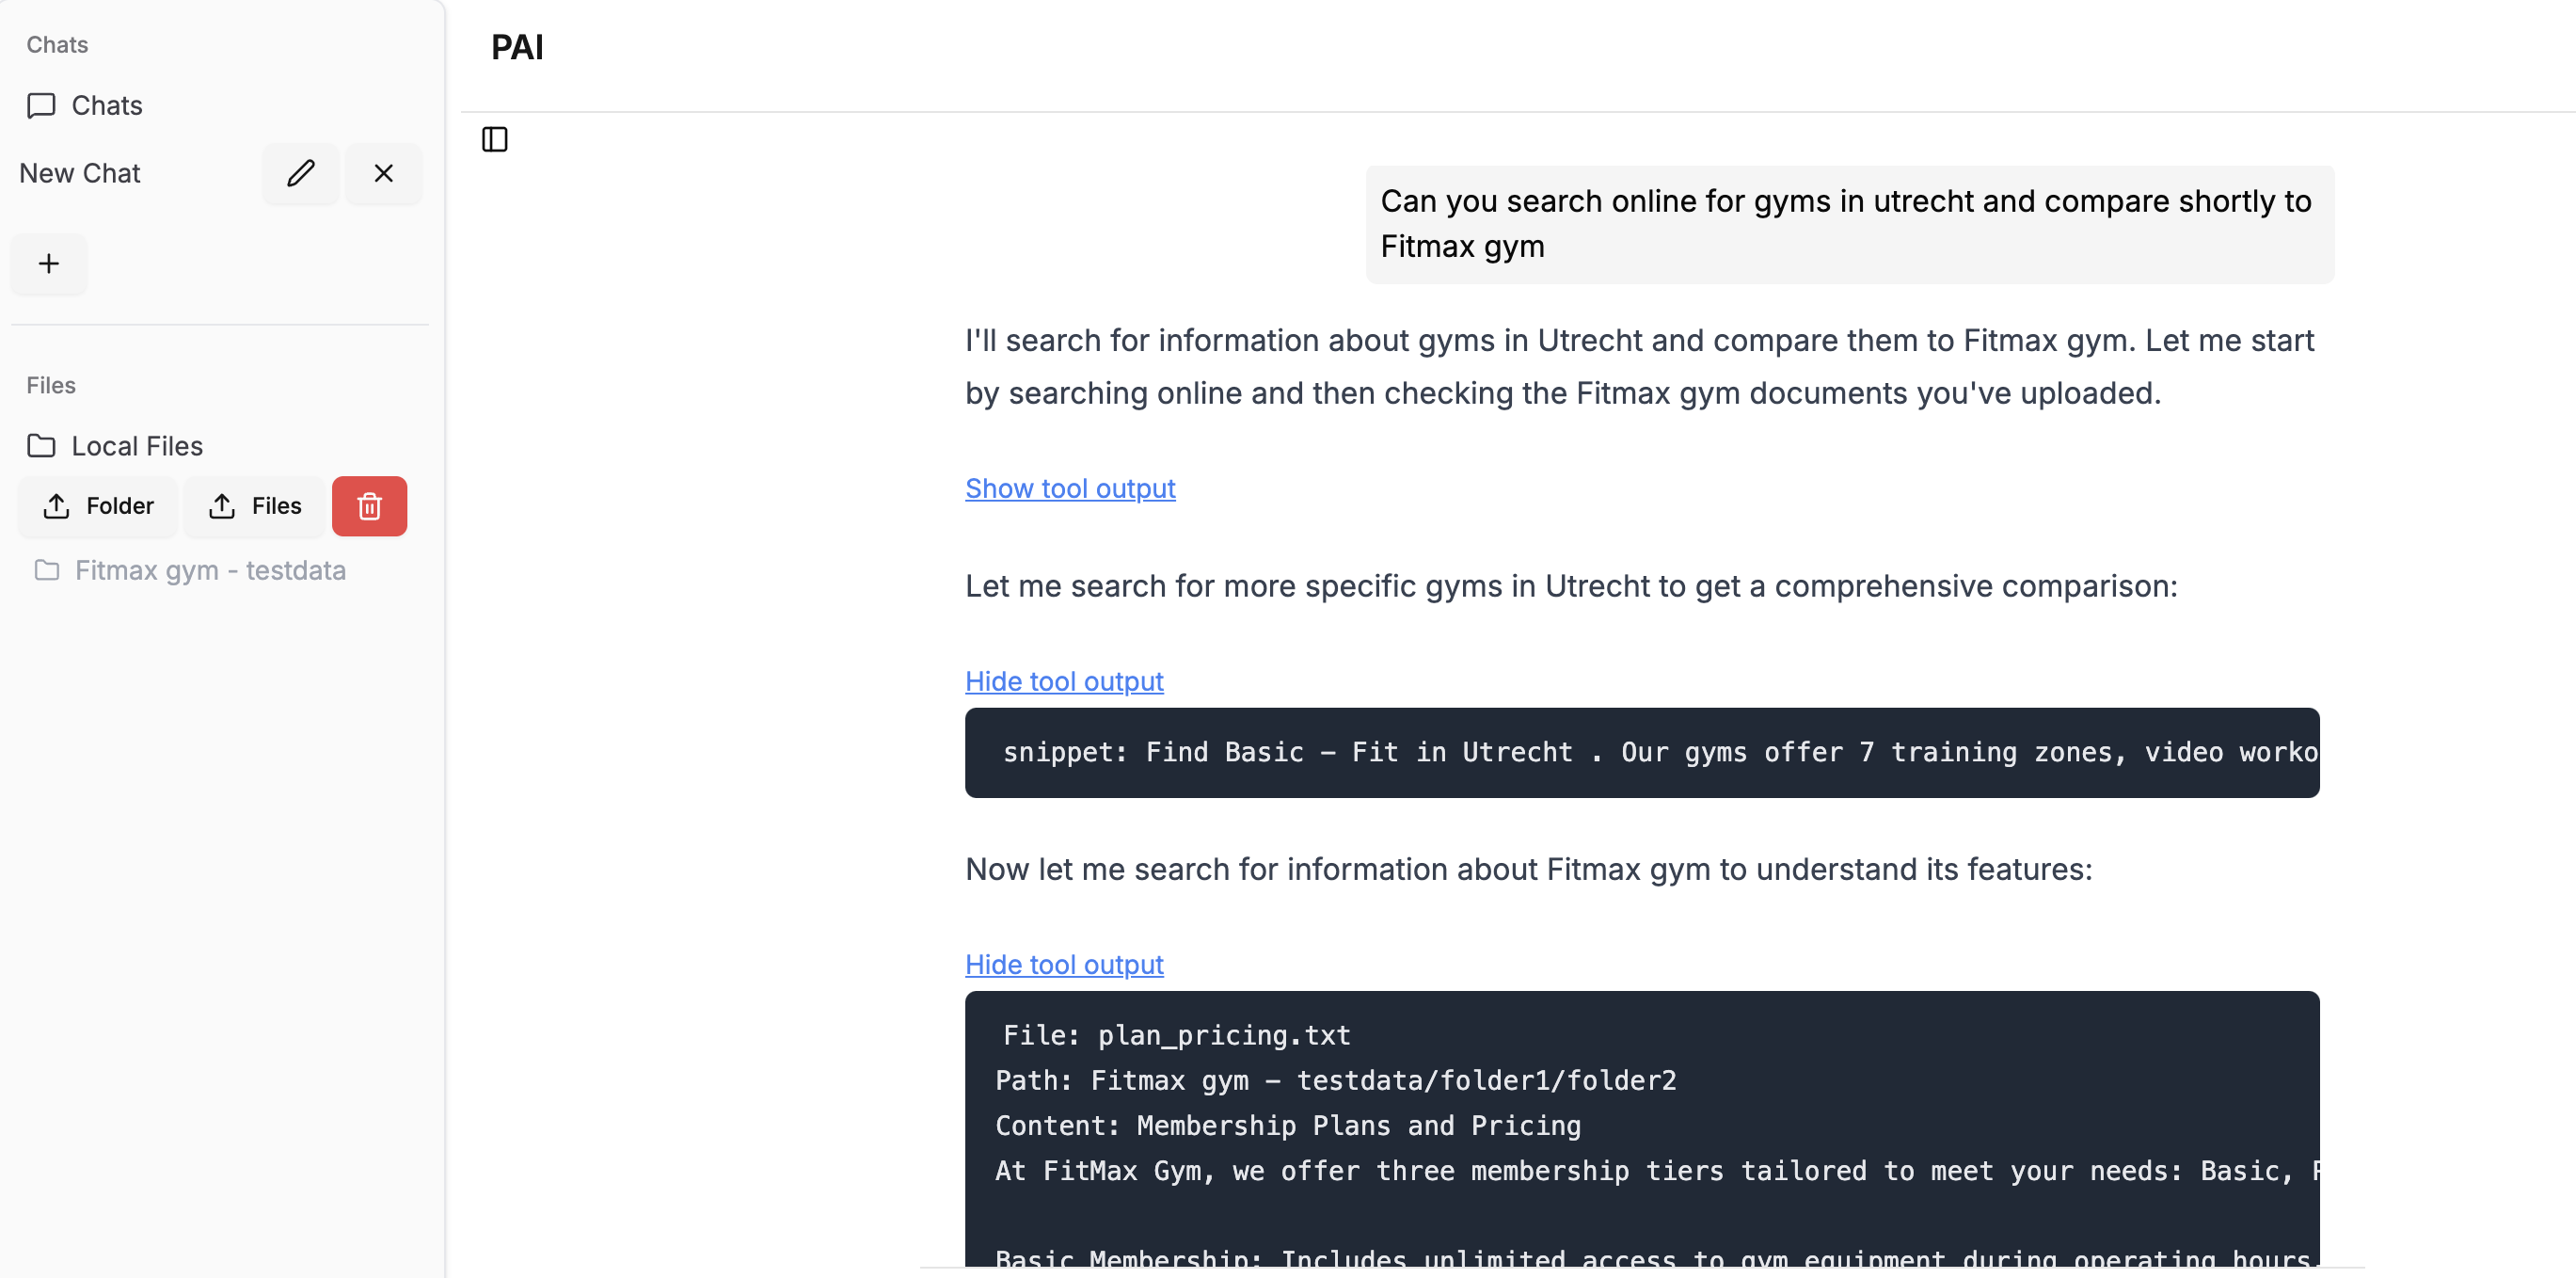 Chats
Chats
New Chat
Files
Local Files
Folder
Files
Fitmax gym - testdata
PAI
Can you search online for gyms in utrecht and compare shortly to
Fitmax gym
I'll search for information about gyms in Utrecht and compare them to Fitmax gym. Let me start
by searching online and then checking the Fitmax gym documents you've uploaded.
Show tool output
Let me search for more specific gyms in Utrecht to get a comprehensive comparison:
Hide tool output
snippet: Find Basic – Fit in Utrecht . Our gyms offer 7 training zones, video worko
Now let me search for information about Fitmax gym to understand its features:
Hide tool output
File: plan_pricing.txt
Path: Fitmax gym – testdata/folder1/folder2
Content: Membership Plans and Pricing
At FitMax Gym, we offer three membership tiers tailored to meet your needs: Basic,
Basic Membership: Includes unlimited access to gym equipment during operating hours.